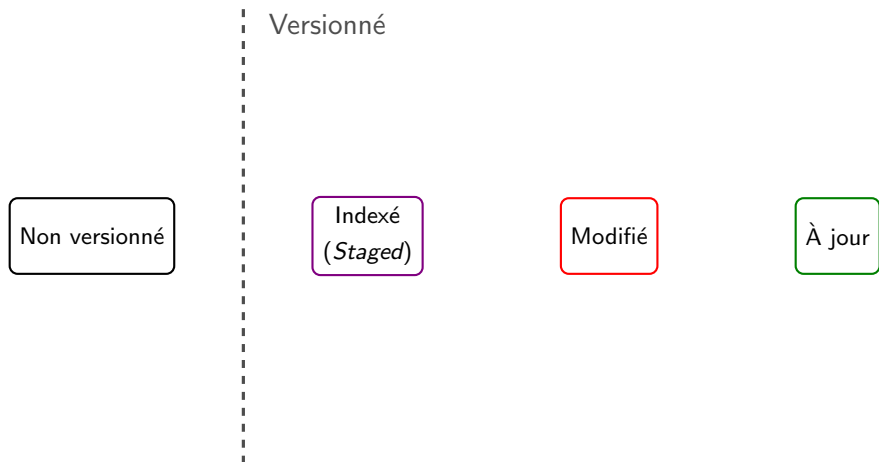 Versionné
Non versionné
Indexé
(Staged)
Modifié
À jour